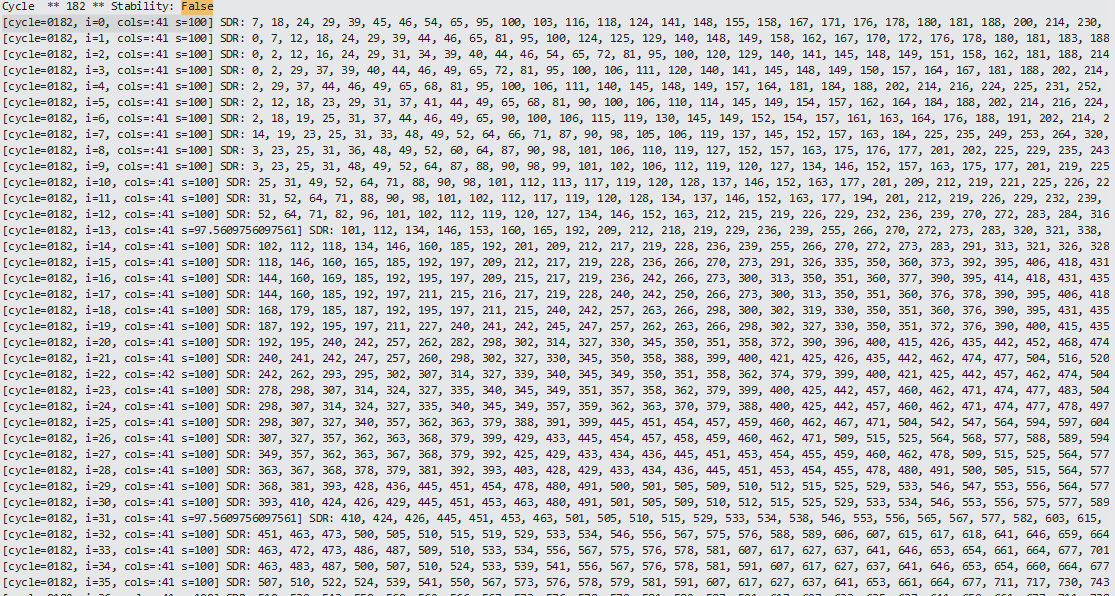 Cycle  ** 182 ** Stability: False
[cycle=0182, i=0, cols=:41 s=100] SDR: 7, 18, 24, 29, 39, 45, 46, 54, 65, 95, 100, 103, 116, 118, 124, 141, 148, 155, 158, 167, 171, 176, 178, 180, 181, 188, 200, 214, 230,
[cycle=0182, i=1, cols=:41 s=100] SDR: 0, 7, 12, 18, 24, 29, 39, 44, 46, 65, 81, 95, 100, 124, 125, 129, 140, 148, 149, 158, 162, 167, 170, 172, 176, 178, 180, 181, 183, 188
[cycle=0182, i=2, cols=:41 s=100] SDR: 0, 2, 12, 16, 24, 29, 31, 34, 39, 40, 44, 46, 54, 65, 72, 81, 95, 100, 120, 129, 140, 141, 145, 148, 149, 151, 158, 162, 181, 188, 214
[cycle=0182, i=3, cols=:41 s=100] SDR: 0, 2, 29, 37, 39, 40, 44, 46, 49, 65, 72, 81, 95, 100, 106, 111, 120, 140, 141, 145, 148, 149, 150, 157, 164, 167, 181, 188, 202, 214,
[cycle=0182, i=4, cols=:41 s=100] SDR: 2, 29, 37, 44, 46, 49, 65, 68, 81, 95, 100, 106, 111, 140, 145, 148, 149, 157, 164, 181, 184, 188, 202, 214, 216, 224, 225, 231, 252,
[cycle=0182, i=5, cols=:41 s=100] SDR: 2, 12, 18, 23, 29, 31, 37, 41, 44, 49, 65, 68, 81, 90, 100, 106, 110, 114, 145, 149, 154, 157, 162, 164, 184, 188, 202, 214, 216, 224,
[cycle=0182, i=6, cols=:41 s=100] SDR: 2, 18, 19, 25, 31, 37, 44, 46, 49, 65, 90, 100, 106, 115, 119, 130, 145, 149, 152, 154, 157, 161, 163, 164, 176, 188, 191, 202, 214, 2
[cycle=0182, i=7, cols=:41 s=100] SDR: 14, 19, 23, 25, 31, 33, 48, 49, 52, 64, 66, 71, 87, 90, 98, 105, 106, 119, 137, 145, 152, 157, 163, 184, 225, 235, 249, 253, 264, 320,
[cycle=0182, i=8, cols=:41 s=100] SDR: 3, 23, 25, 31, 36, 48, 49, 52, 60, 64, 87, 90, 98, 101, 106, 110, 119, 127, 152, 157, 163, 175, 176, 177, 201, 202, 225, 229, 235, 243
[cycle=0182, i=9, cols=:41 s=100] SDR: 3, 23, 25, 31, 48, 49, 52, 64, 87, 88, 90, 98, 99, 101, 102, 106, 112, 119, 120, 127, 134, 146, 152, 157, 163, 175, 177, 201, 219, 225
[cycle=0182, i=10, cols=:41 s=100] SDR: 25, 31, 49, 52, 64, 71, 88, 90, 98, 101, 112, 113, 117, 119, 120, 128, 137, 146, 152, 163, 177, 201, 209, 212, 219, 221, 225, 226, 22
[cycle=0182, i=11, cols=:41 s=100] SDR: 31, 52, 64, 71, 88, 90, 98, 101, 102, 112, 117, 119, 120, 128, 134, 137, 146, 152, 163, 177, 194, 201, 212, 219, 226, 229, 232, 239,
[cycle=0182, i=12, cols=:41 s=100] SDR: 52, 64, 71, 82, 96, 101, 102, 112, 119, 120, 127, 134, 146, 152, 163, 212, 215, 219, 226, 229, 232, 236, 239, 270, 272, 283, 284, 316
[cycle=0182, i=13, cols=:41 s=97.5609756097561] SDR: 101, 112, 134, 146, 153, 160, 165, 192, 209, 212, 218, 219, 229, 236, 239, 255, 266, 270, 272, 273, 283, 320, 321, 338,
[cycle=0182, i=14, cols=:41 s=100] SDR: 102, 112, 118, 134, 146, 160, 185, 192, 201, 209, 212, 217, 219, 228, 236, 239, 255, 266, 270, 272, 273, 283, 291, 313, 321, 326, 328
[cycle=0182, i=15, cols=:41 s=100] SDR: 118, 146, 160, 165, 185, 192, 197, 209, 212, 217, 219, 228, 236, 266, 270, 273, 291, 326, 335, 350, 360, 373, 392, 395, 406, 418, 431
[cycle=0182, i=16, cols=:41 s=100] SDR: 144, 160, 169, 185, 192, 195, 197, 209, 215, 217, 219, 236, 242, 266, 273, 300, 313, 350, 351, 360, 377, 390, 395, 414, 418, 431, 435
[cycle=0182, i=17, cols=:41 s=100] SDR: 144, 160, 185, 192, 197, 211, 215, 216, 217, 219, 228, 240, 242, 250, 266, 273, 300, 313, 350, 351, 360, 376, 378, 390, 395, 406, 418
[cycle=0182, i=18, cols=:41 s=100] SDR: 168, 179, 185, 187, 192, 195, 197, 211, 215, 240, 242, 257, 263, 266, 298, 300, 302, 319, 330, 350, 351, 360, 376, 390, 395, 431, 435
[cycle=0182, i=19, cols=:41 s=100] SDR: 187, 192, 195, 197, 211, 227, 240, 241, 242, 245, 247, 257, 262, 263, 266, 298, 302, 327, 330, 350, 351, 372, 376, 390, 400, 415, 435
[cycle=0182, i=20, cols=:41 s=100] SDR: 192, 195, 240, 242, 257, 262, 282, 298, 302, 314, 327, 330, 345, 350, 351, 358, 372, 390, 396, 400, 415, 426, 435, 442, 452, 468, 474
[cycle=0182, i=21, cols=:41 s=100] SDR: 240, 241, 242, 247, 257, 260, 298, 302, 327, 330, 345, 350, 358, 388, 399, 400, 421, 425, 426, 435, 442, 462, 474, 477, 504, 516, 520
[cycle=0182, i=22, cols=:42 s=100] SDR: 242, 262, 293, 295, 302, 307, 314, 327, 339, 340, 345, 349, 350, 351, 358, 362, 374, 379, 399, 400, 421, 425, 442, 457, 462, 474, 504
[cycle=0182, i=23, cols=:41 s=100] SDR: 278, 298, 307, 314, 324, 327, 335, 340, 345, 349, 351, 357, 358, 362, 379, 399, 400, 425, 442, 457, 460, 462, 471, 474, 477, 483, 504
[cycle=0182, i=24, cols=:41 s=100] SDR: 298, 307, 314, 324, 327, 335, 340, 345, 349, 357, 359, 362, 363, 370, 379, 388, 400, 425, 442, 457, 460, 462, 471, 474, 477, 478, 497
[cycle=0182, i=25, cols=:41 s=100] SDR: 298, 307, 327, 340, 357, 362, 363, 379, 388, 391, 399, 445, 451, 454, 457, 459, 460, 462, 467, 471, 504, 542, 547, 564, 594, 597, 604
[cycle=0182, i=26, cols=:41 s=100] SDR: 307, 327, 357, 362, 363, 368, 379, 399, 429, 433, 445, 454, 457, 458, 459, 460, 462, 471, 509, 515, 525, 564, 568, 577, 588, 589, 594
[cycle=0182, i=27, cols=:41 s=100] SDR: 349, 357, 362, 363, 367, 368, 379, 392, 425, 429, 433, 434, 436, 445, 451, 453, 454, 455, 459, 460, 462, 478, 509, 515, 525, 564, 577
[cycle=0182, i=28, cols=:41 s=100] SDR: 363, 367, 368, 378, 379, 381, 392, 393, 403, 428, 429, 433, 434, 436, 445, 451, 453, 454, 455, 478, 480, 491, 500, 505, 515, 564, 577
[cycle=0182, i=29, cols=:41 s=100] SDR: 368, 381, 393, 428, 436, 445, 451, 454, 478, 480, 491, 500, 501, 505, 509, 510, 512, 515, 525, 529, 533, 546, 547, 553, 556, 564, 577
[cycle=0182, i=30, cols=:41 s=100] SDR: 393, 410, 424, 426, 429, 445, 451, 453, 463, 480, 491, 501, 505, 509, 510, 512, 515, 525, 529, 533, 534, 546, 553, 556, 575, 577, 589
[cycle=0182, i=31, cols=:41 s=97.5609756097561] SDR: 410, 424, 426, 445, 451, 453, 463, 501, 505, 510, 515, 529, 533, 534, 538, 546, 553, 556, 565, 567, 577, 582, 603, 615,
[cycle=0182, i=32, cols=:41 s=100] SDR: 451, 463, 473, 500, 505, 510, 515, 519, 529, 533, 534, 546, 556, 567, 575, 576, 588, 589, 606, 607, 615, 617, 618, 641, 646, 659, 664
[cycle=0182, i=33, cols=:41 s=100] SDR: 463, 472, 473, 486, 487, 509, 510, 533, 534, 556, 567, 575, 576, 578, 581, 607, 617, 627, 637, 641, 646, 653, 654, 661, 664, 677, 701
[cycle=0182, i=34, cols=:41 s=100] SDR: 463, 483, 487, 500, 507, 510, 524, 533, 539, 541, 556, 567, 576, 578, 581, 591, 607, 617, 627, 637, 641, 646, 653, 654, 660, 664, 677
[cycle=0182, i=35, cols=:41 s=100] SDR: 507, 510, 522, 524, 539, 541, 550, 567, 573, 576, 578, 579, 581, 591, 607, 617, 627, 637, 641, 653, 661, 664, 677, 711, 717, 730, 743